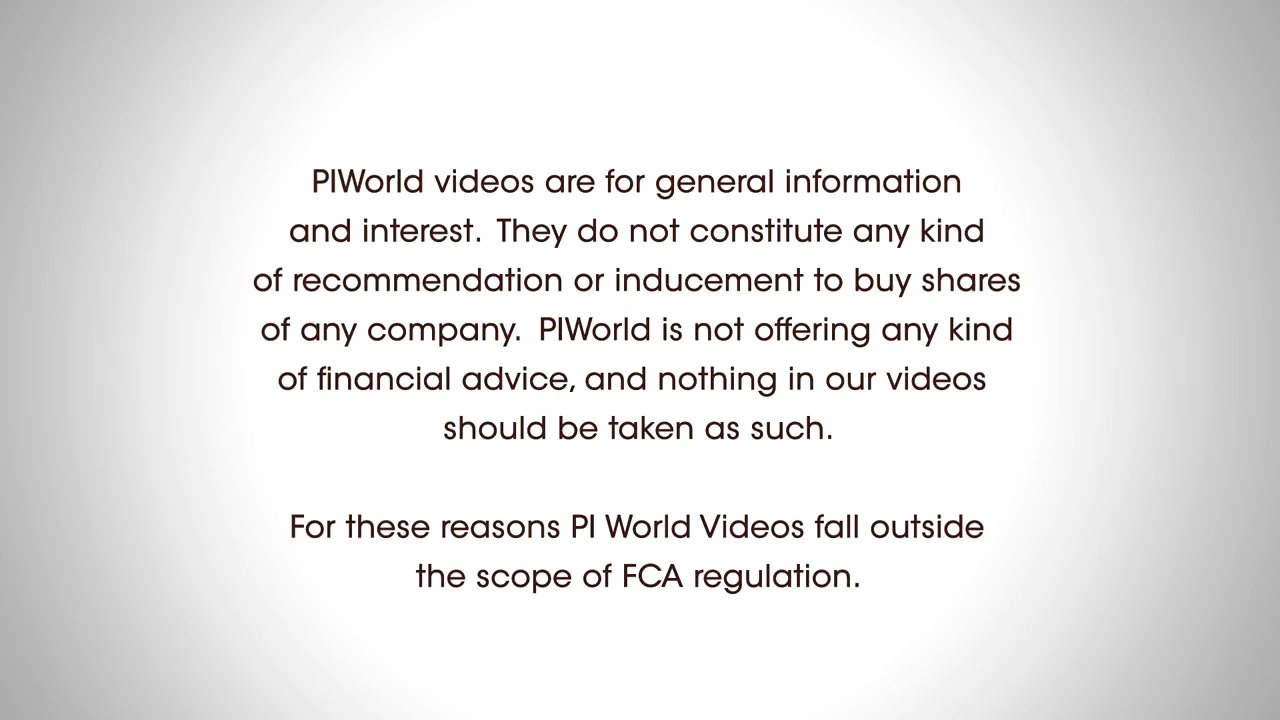 PIWorld videos are for general information
and interest. They do not constitute any kind
of recommendation or inducement to buy shares
of any company. PIWorld is not offering any kind
of financial advice, and nothing in our videos
should be taken as such.
For these reasons PI World Videos fall outside
the scope of FCA regulation.